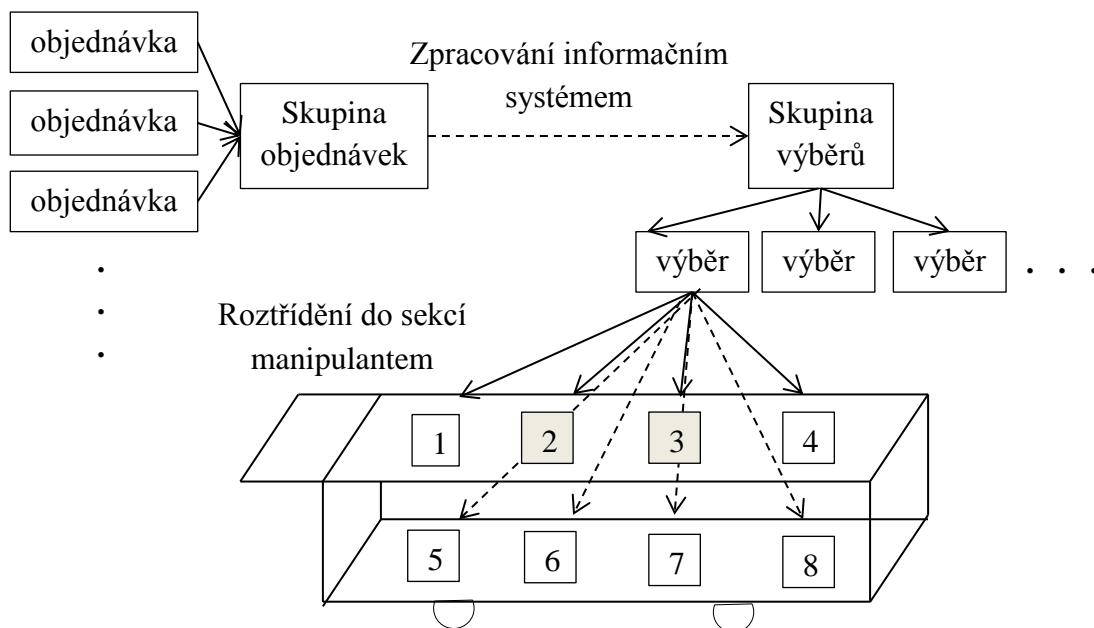 objednávka
objednávka
objednávka
Skupina
objednávek
Zpracování informačním
systémem
Skupina
výběrů
výběr
výběr
výběr
. . .
Roztřídění do sekcí
manipulantem
1
2
3
4
5
6
7
8